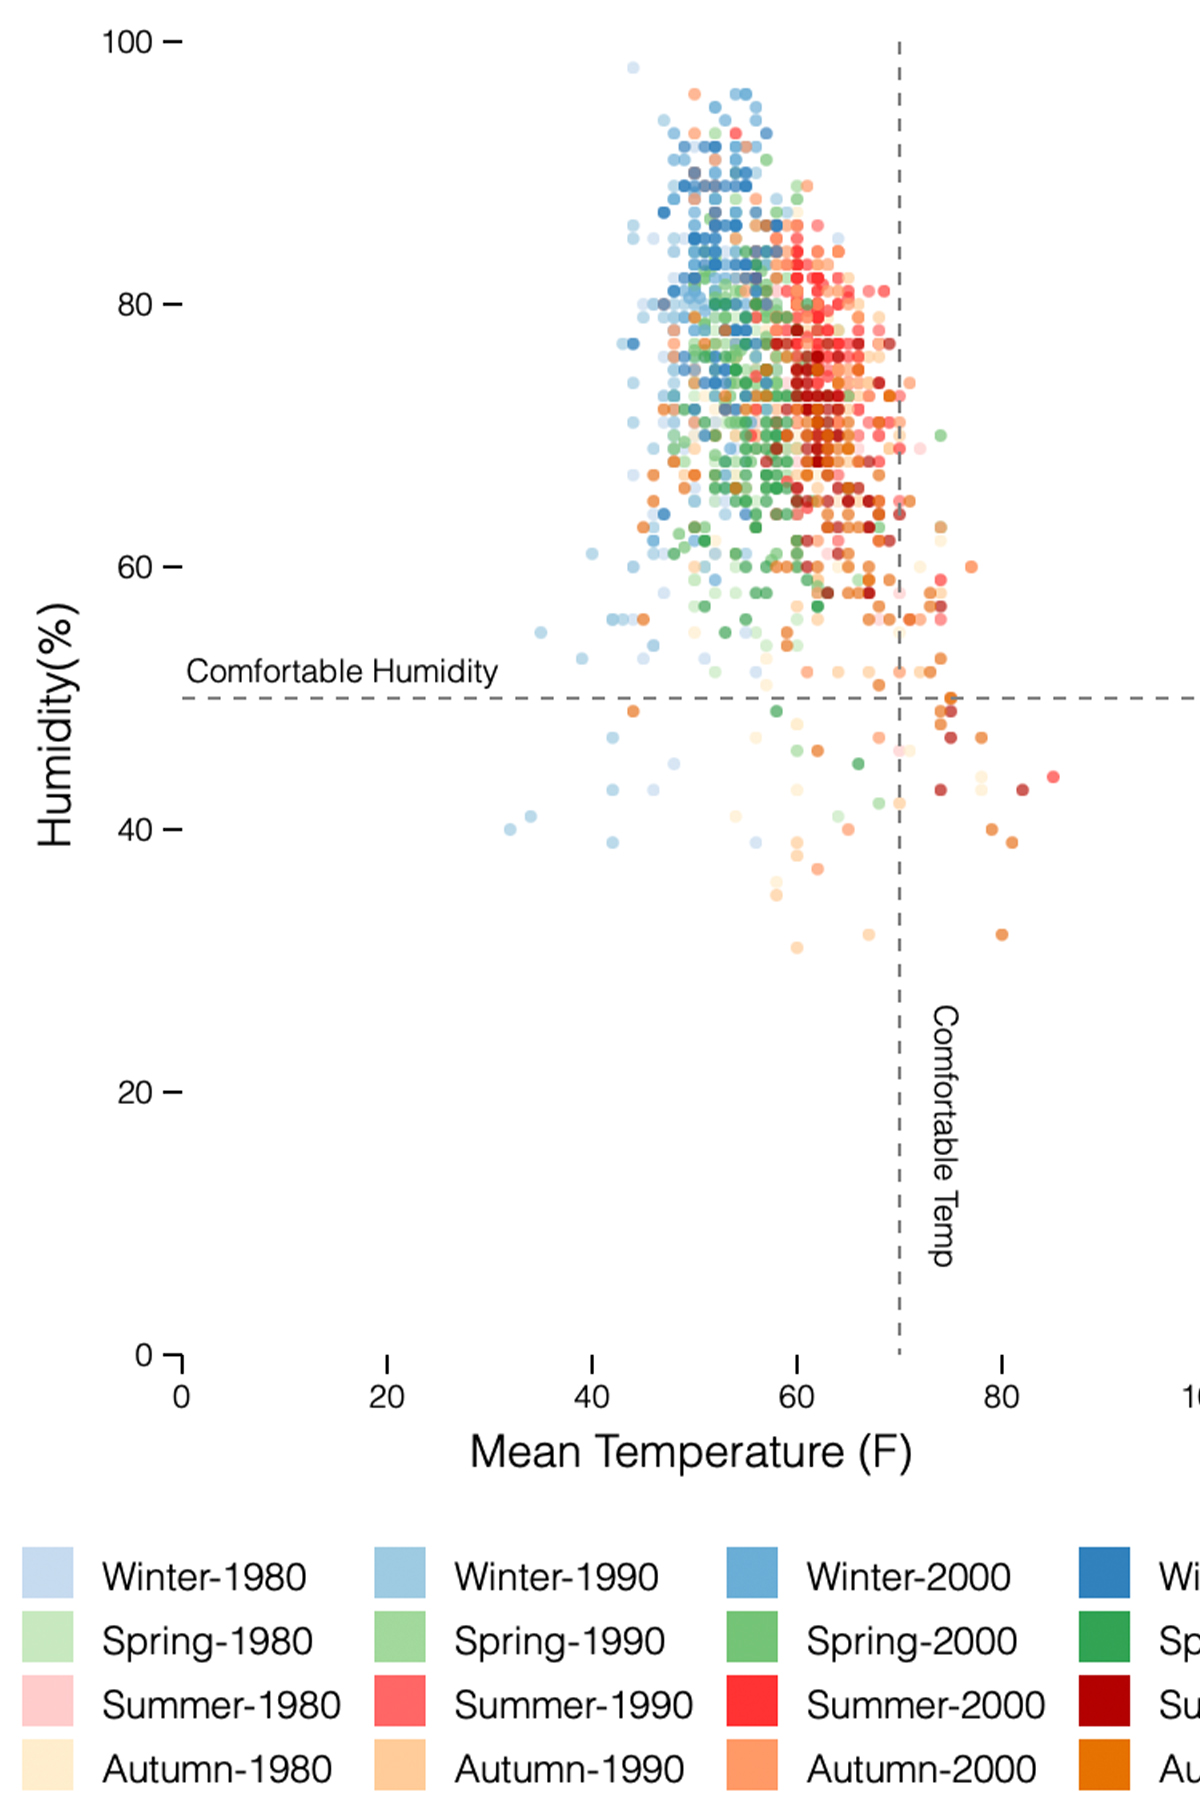 100
80
60
40
20
0
Humidity(%)
Comfortable Humidity
Comfortable Temp
0 20 40 60 80
Mean Temperature (F)
Winter-1980 Winter-1990 Winter-2000
Spring-1980 Spring-1990 Spring-2000
Summer-1980 Summer-1990 Summer-2000
Autumn-1980 Autumn-1990 Autumn-2000